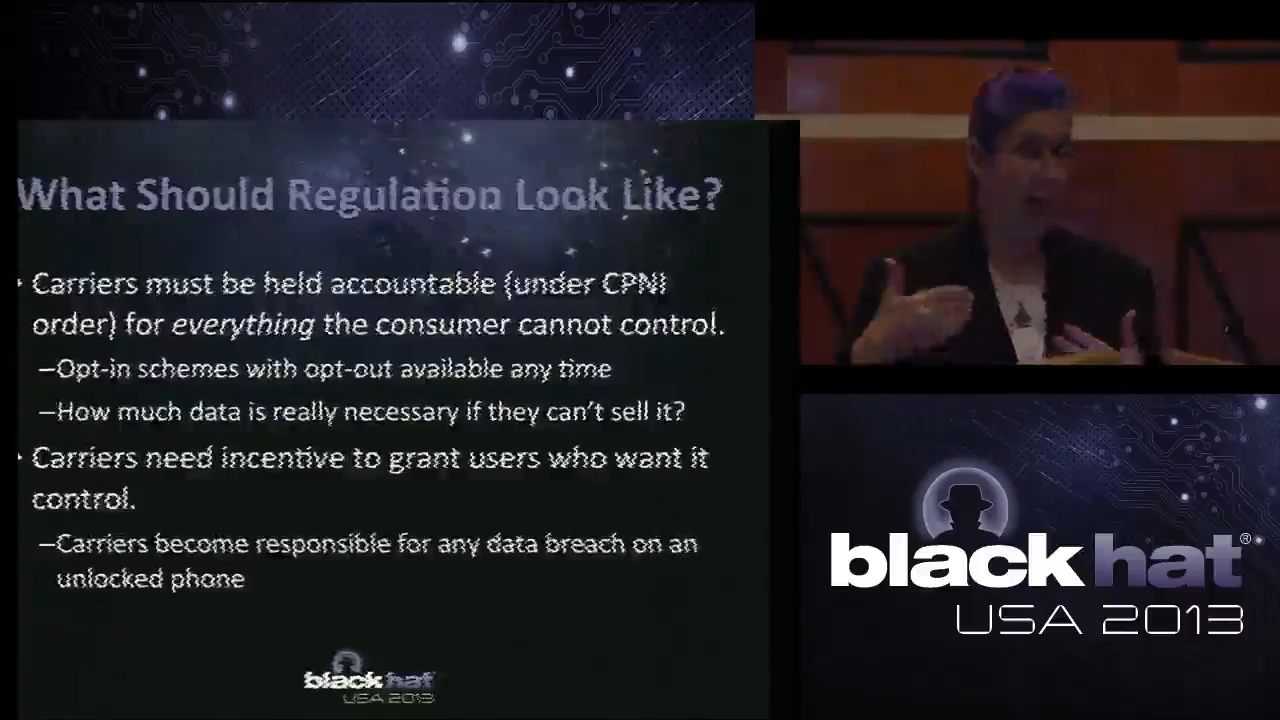 What Should Regulation Look Like?
• Carriers must be held accountable (under CPNI
order) for everything the consumer cannot control.
–Opt-in schemes with opt-out available any time
–How much data is really necessary if they can't sell it?
• Carriers need incentive to grant users who want it
control.
–Carriers become responsible for any data breach on an
unlocked phone
black hat
USA 2013
black hat®
USA 2013